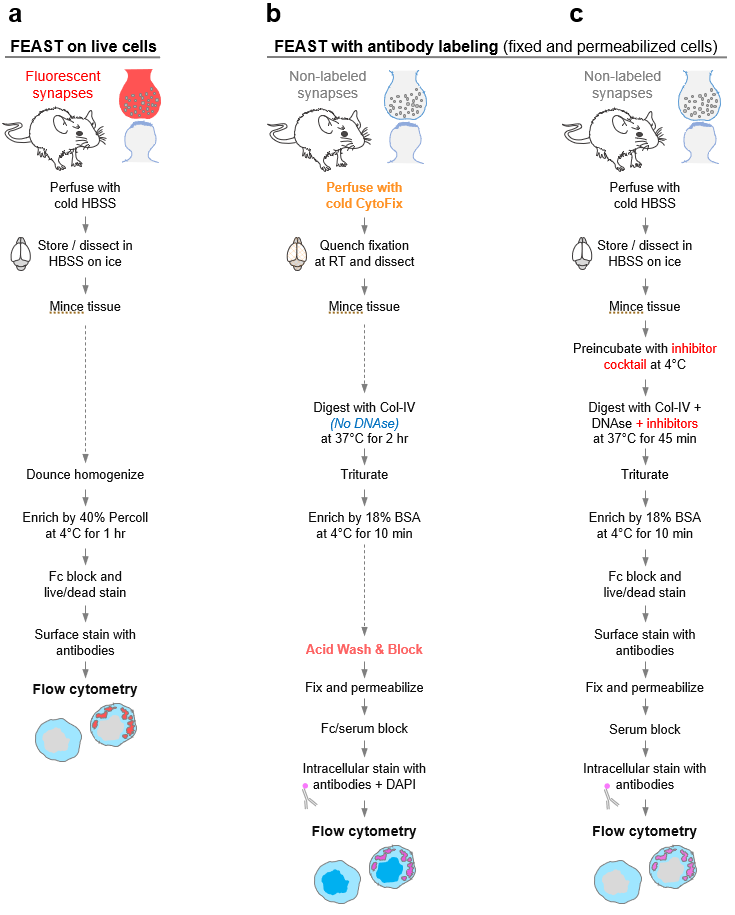 a
FEAST on live cells
Fluorescent
synapses
Perfuse with
cold HBSS
Store / dissect in
HBSS on ice
Mince tissue
Dounce homogenize
Enrich by 40% Percoll
at 4°C for 1 hr
Fc block and
live/dead stain
Surface stain with
antibodies
Flow cytometry
b
FEAST with antibody labeling (fixed and permeabilized cells)
Non-labeled
synapses
Perfuse with
cold CytoFix
Quench fixation
at RT and dissect
Mince tissue
Digest with Col-IV
(No DNAse)
at 37°C for 2 hr
Triturate
Enrich by 18% BSA
at 4°C for 10 min
Acid Wash & Block
Fix and permeabilize
Fc/serum block
Intracellular stain with
antibodies + DAPI
Flow cytometry
c
Non-labeled
synapses
Perfuse with
cold HBSS
Store / dissect in
HBSS on ice
Mince tissue
Preincubate with inhibitor
cocktail at 4°C
Digest with Col-IV +
DNAse + inhibitors
at 37°C for 45 min
Triturate
Enrich by 18% BSA
at 4°C for 10 min
Fc block and
live/dead stain
Surface stain with
antibodies
Fix and permeabilize
Serum block
Intracellular stain with
antibodies
Flow cytometry